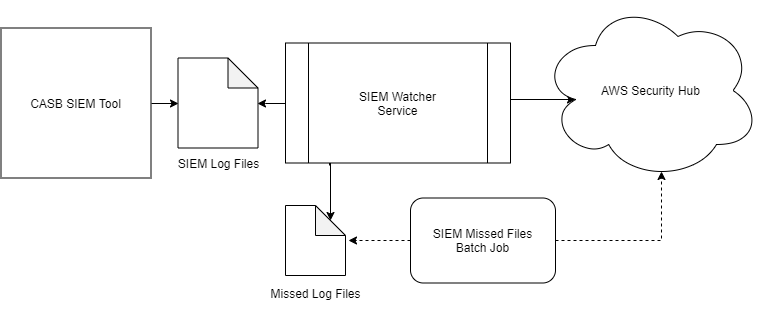 CASB SIEM Tool
SIEM Log Files
SIEM Watcher
Service
AWS Security Hub
Missed Log Files
SIEM Missed Files
Batch Job